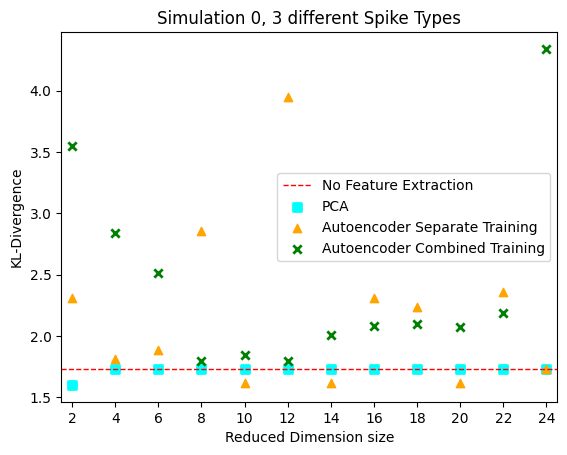 Simulation 0, 3 different Spike Types
KL-Divergence
4.0
3.5
3.0
2.5
2.0
1.5
No Feature Extraction
PCA
Autoencoder Separate Training
Autoencoder Combined Training
2 4 6 8 10 12 14 16 18 20 22 24
Reduced Dimension size